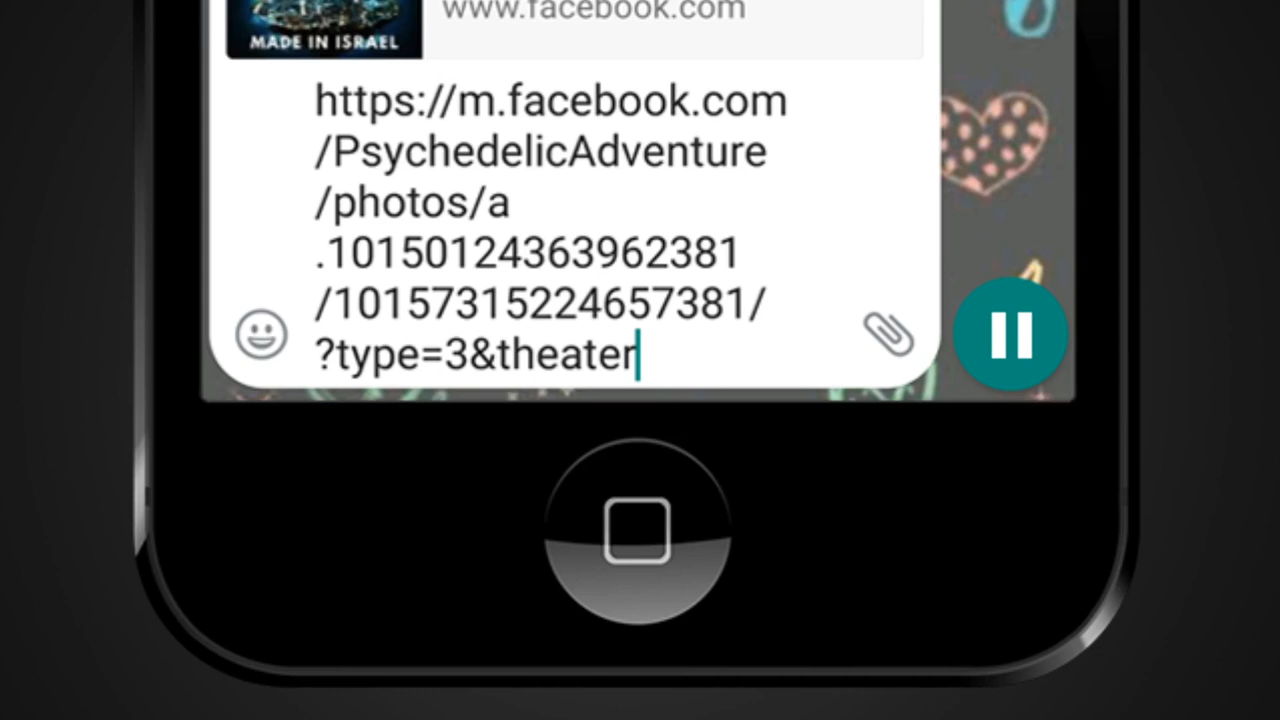 www.facebook.com
MADE IN ISRAEL
https://m.facebook.com
/PsychedelicAdventure
/photos/a
.10150124363962381
/10157315224657381/
?type=3&theater